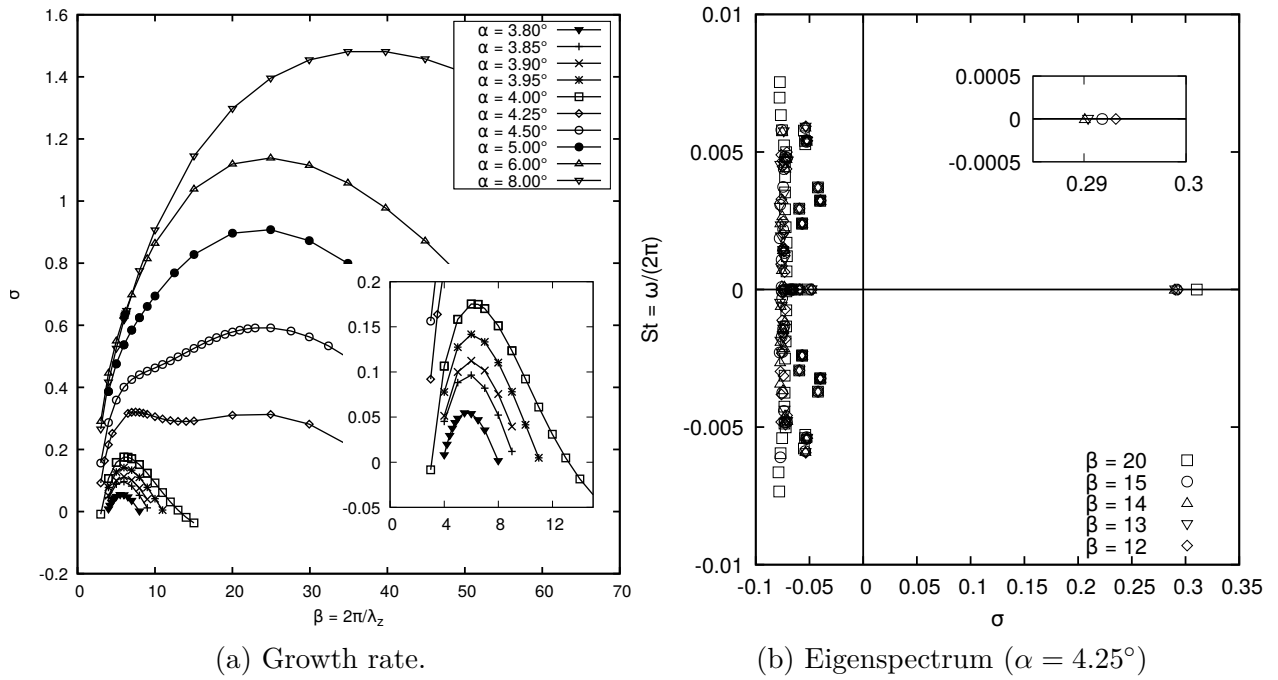 (a)
1.6
1.4
1.2
1
0.8
0.6
0.4
0.2
0
-0.2
σ
0 10 20 30 40 50 60 70
β = 2π/λz
α = 3.80°
α = 3.85°
α = 3.90°
α = 3.95°
α = 4.00°
α = 4.25°
α = 4.50°
α = 5.00°
α = 6.00°
α = 8.00°
0.2
0.15
0.1
0.05
0
-0.05
0 4 8 12
(a) Growth rate.
(b)
0.01
0.005
0
-0.005
-0.01
St = ω/(2π)
-0.1 -0.05 0 0.05 0.1 0.15 0.2 0.25 0.3 0.35
σ
0.0005
0
-0.0005
0.29 0.3
β = 20
β = 15
β = 14
β = 13
β = 12
(b) Eigenspectrum (α = 4.25°)